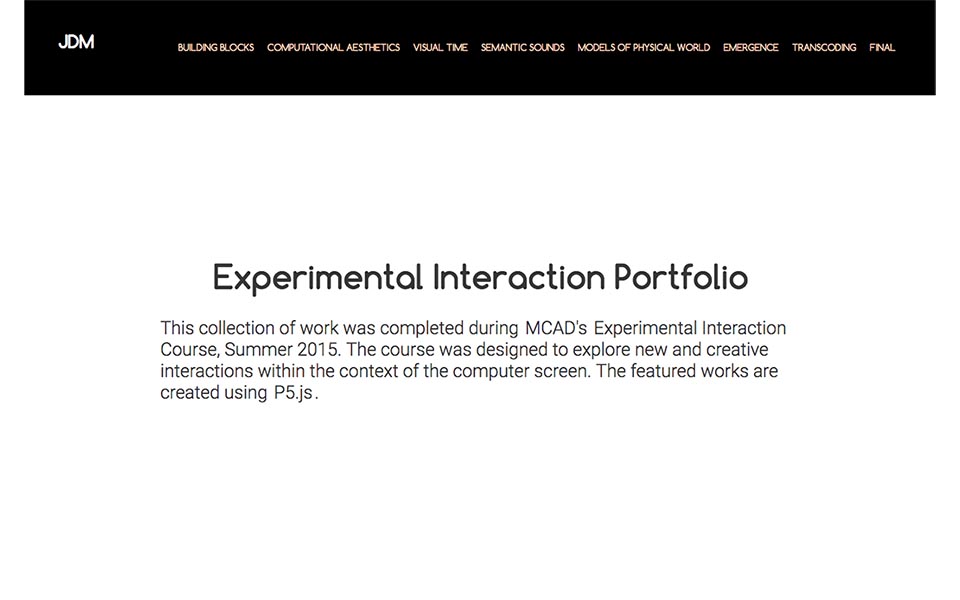 JDM
BUILDING BLOCKS COMPUTATIONAL AESTHETICS VISUAL TIME SEMANTIC SOUNDS MODELS OF PHYSICAL WORLD EMERGENCE TRANSCODING FINAL
Experimental Interaction Portfolio
This collection of work was completed during MCAD's Experimental Interaction
Course, Summer 2015. The course was designed to explore new and creative
interactions within the context of the computer screen. The featured works are
created using P5.js.